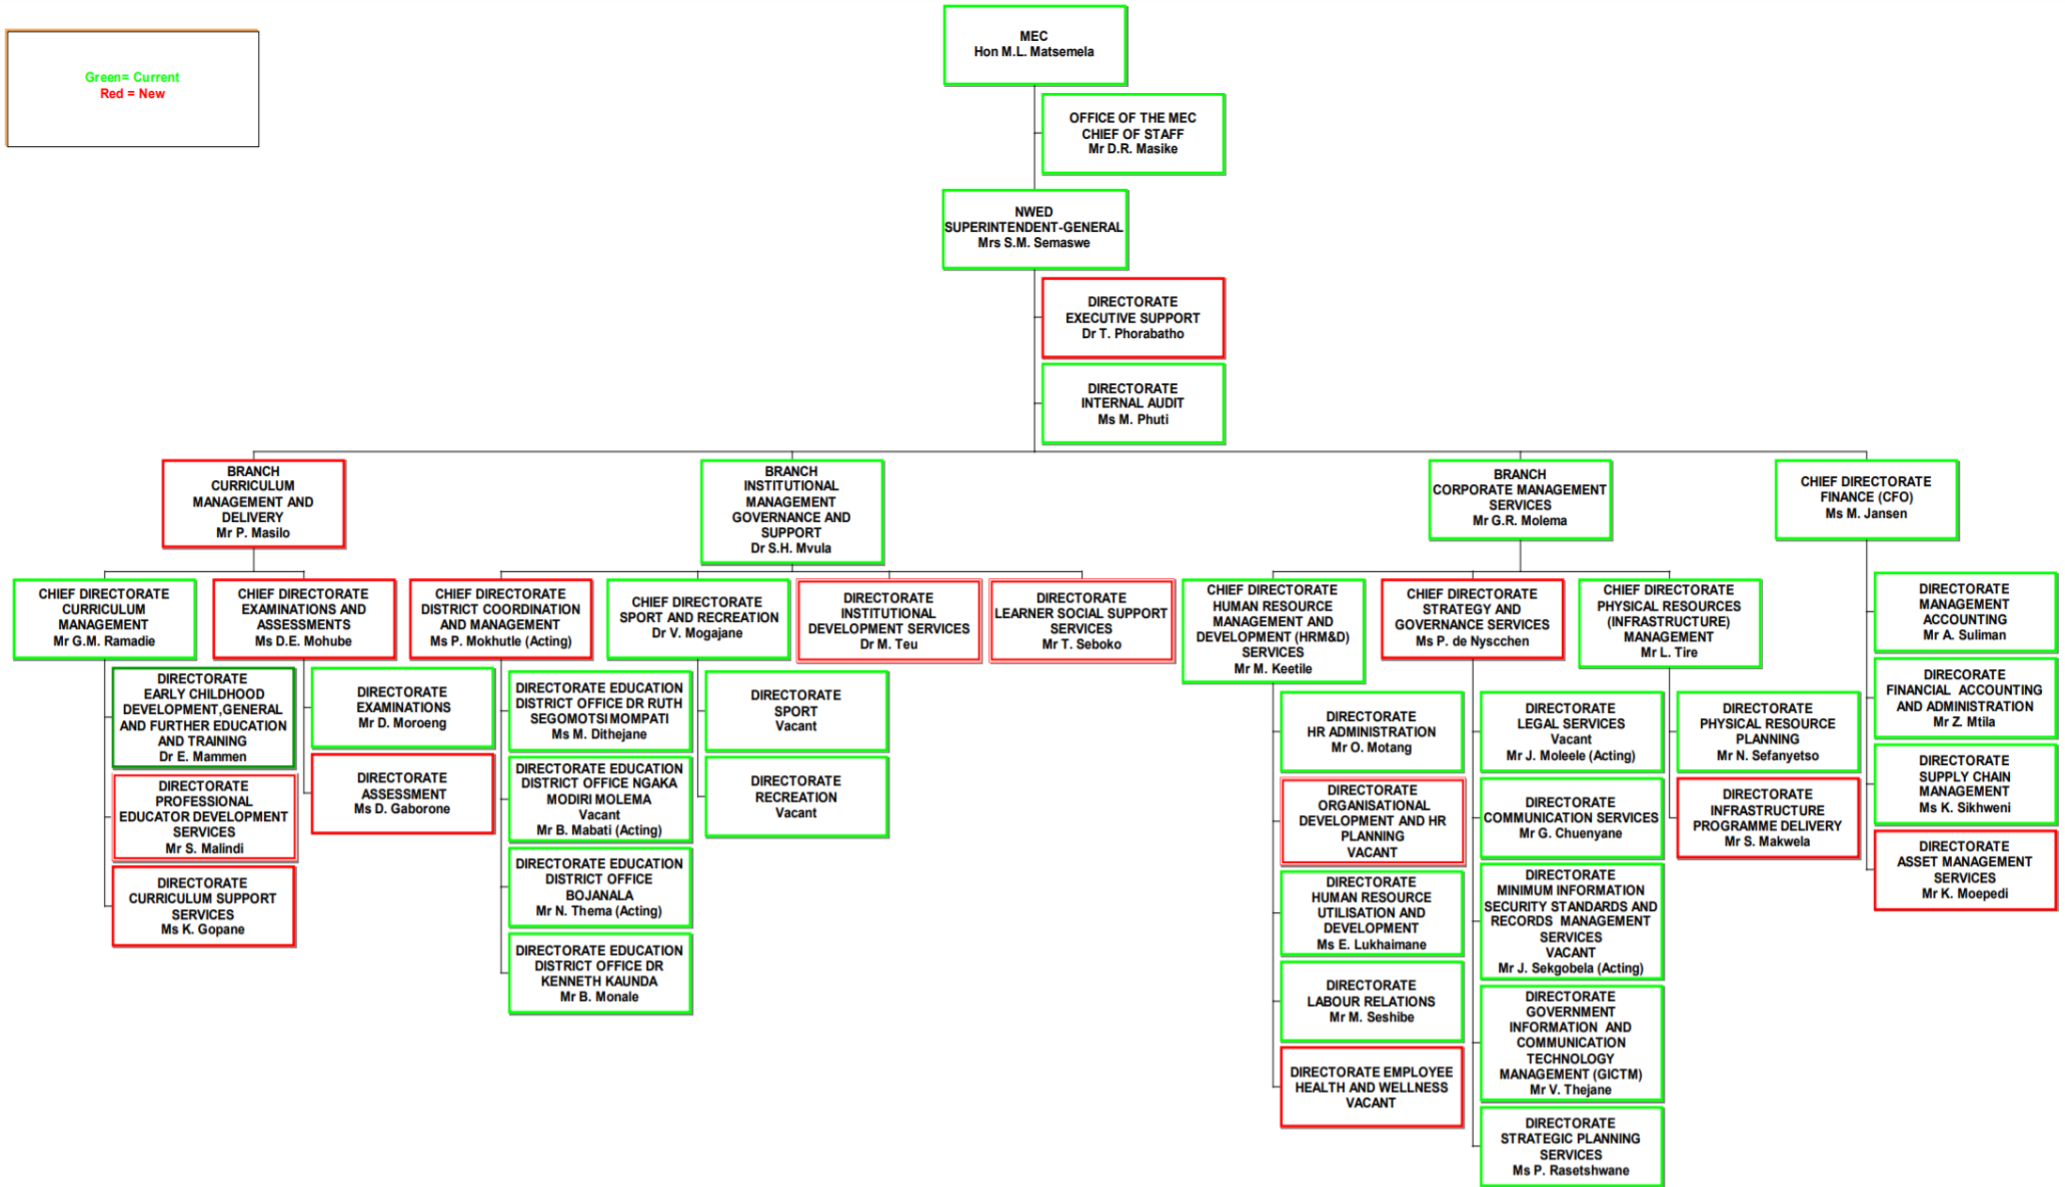 Green= Current
Red = New
MEC
Hon M.L. Matsemela
OFFICE OF THE MEC
CHIEF OF STAFF
Mr D.R. Masike
NWED
SUPERINTENDENT-GENERAL
Mrs S.M. Semaswe
DIRECTORATE
EXECUTIVE SUPPORT
Dr T. Phorabatho
DIRECTORATE
INTERNAL AUDIT
Ms M. Phuti
BRANCH
CURRICULUM
MANAGEMENT AND
DELIVERY
Mr P. Masilo
BRANCH
INSTITUTIONAL
MANAGEMENT
GOVERNANCE AND
SUPPORT
Dr S.H. Mvula
BRANCH
CORPORATE MANAGEMENT
SERVICES
Mr G.R. Molema
CHIEF DIRECTORATE
FINANCE (CFO)
Ms M. Jansen
CHIEF DIRECTORATE
CURRICULUM
MANAGEMENT
Mr G.M. Ramadie
CHIEF DIRECTORATE
EXAMINATIONS AND
ASSESSMENTS
Ms D.E. Mohube
CHIEF DIRECTORATE
DISTRICT COORDINATION
AND MANAGEMENT
Ms P. Mokhutle (Acting)
CHIEF DIRECTORATE
SPORT AND RECREATION
Dr V. Mogajane
DIRECTORATE
INSTITUTIONAL
DEVELOPMENT SERVICES
Dr M. Teu
DIRECTORATE
LEARNER SOCIAL SUPPORT
SERVICES
Mr T. Seboko
CHIEF DIRECTORATE
HUMAN RESOURCE
MANAGEMENT AND
DEVELOPMENT (HRM&D)
SERVICES
Mr M. Keetile
CHIEF DIRECTORATE
STRATEGY AND
GOVERNANCE SERVICES
Ms P. de Nyscchen
CHIEF DIRECTORATE
PHYSICAL RESOURCES
(INFRASTRUCTURE)
MANAGEMENT
Mr L. Tire
DIRECTORATE
MANAGEMENT
ACCOUNTING
Mr A. Suliman
DIRECTORATE
EARLY CHILDHOOD
DEVELOPMENT,GENERAL
AND FURTHER EDUCATION
AND TRAINING
Dr E. Mammen
DIRECTORATE
PROFESSIONAL
EDUCATOR DEVELOPMENT
SERVICES
Mr S. Malindi
DIRECTORATE
CURRICULUM SUPPORT
SERVICES
Ms K. Gopane
DIRECTORATE
EXAMINATIONS
Mr D. Moroeng
DIRECTORATE
ASSESSMENT
Ms D. Gaborone
DIRECTORATE EDUCATION
DISTRICT OFFICE DR RUTH
SEGOMOTSI MOMPATI
Ms M. Dithejane
DIRECTORATE EDUCATION
DISTRICT OFFICE NGAKA
MODIRI MOLEMA
Vacant
Mr B. Mabati (Acting)
DIRECTORATE EDUCATION
DISTRICT OFFICE
BOJANALA
Mr N. Thema (Acting)
DIRECTORATE EDUCATION
DISTRICT OFFICE DR
KENNETH KAUNDA
Mr B. Monale
DIRECTORATE
SPORT
Vacant
DIRECTORATE
RECREATION
Vacant
DIRECTORATE
HR ADMINISTRATION
Mr O. Motang
DIRECTORATE
ORGANISATIONAL
DEVELOPMENT AND HR
PLANNING
VACANT
DIRECTORATE
HUMAN RESOURCE
UTILISATION AND
DEVELOPMENT
Ms E. Lukhaimane
DIRECTORATE
LABOUR RELATIONS
Mr M. Seshibe
DIRECTORATE EMPLOYEE
HEALTH AND WELLNESS
VACANT
DIRECTORATE
LEGAL SERVICES
Vacant
Mr J. Moleele (Acting)
DIRECTORATE
COMMUNICATION SERVICES
Mr G. Chuenyane
DIRECTORATE
MINIMUM INFORMATION
SECURITY STANDARDS AND
RECORDS MANAGEMENT
SERVICES
VACANT
Mr J. Sekgobela (Acting)
DIRECTORATE
GOVERNMENT
INFORMATION AND
COMMUNICATION
TECHNOLOGY
MANAGEMENT (GICTM)
Mr V. Thejane
DIRECTORATE
STRATEGIC PLANNING
SERVICES
Ms P. Rasetshwane
DIRECTORATE
PHYSICAL RESOURCE
PLANNING
Mr N. Sefanyetso
DIRECTORATE
INFRASTRUCTURE
PROGRAMME DELIVERY
Mr S. Makwela
DIRECORATE
FINANCIAL ACCOUNTING
AND ADMINISTRATION
Mr Z. Mtila
DIRECTORATE
SUPPLY CHAIN
MANAGEMENT
Ms K. Sikhweni
DIRECTORATE
ASSET MANAGEMENT
SERVICES
Mr K. Moepedi